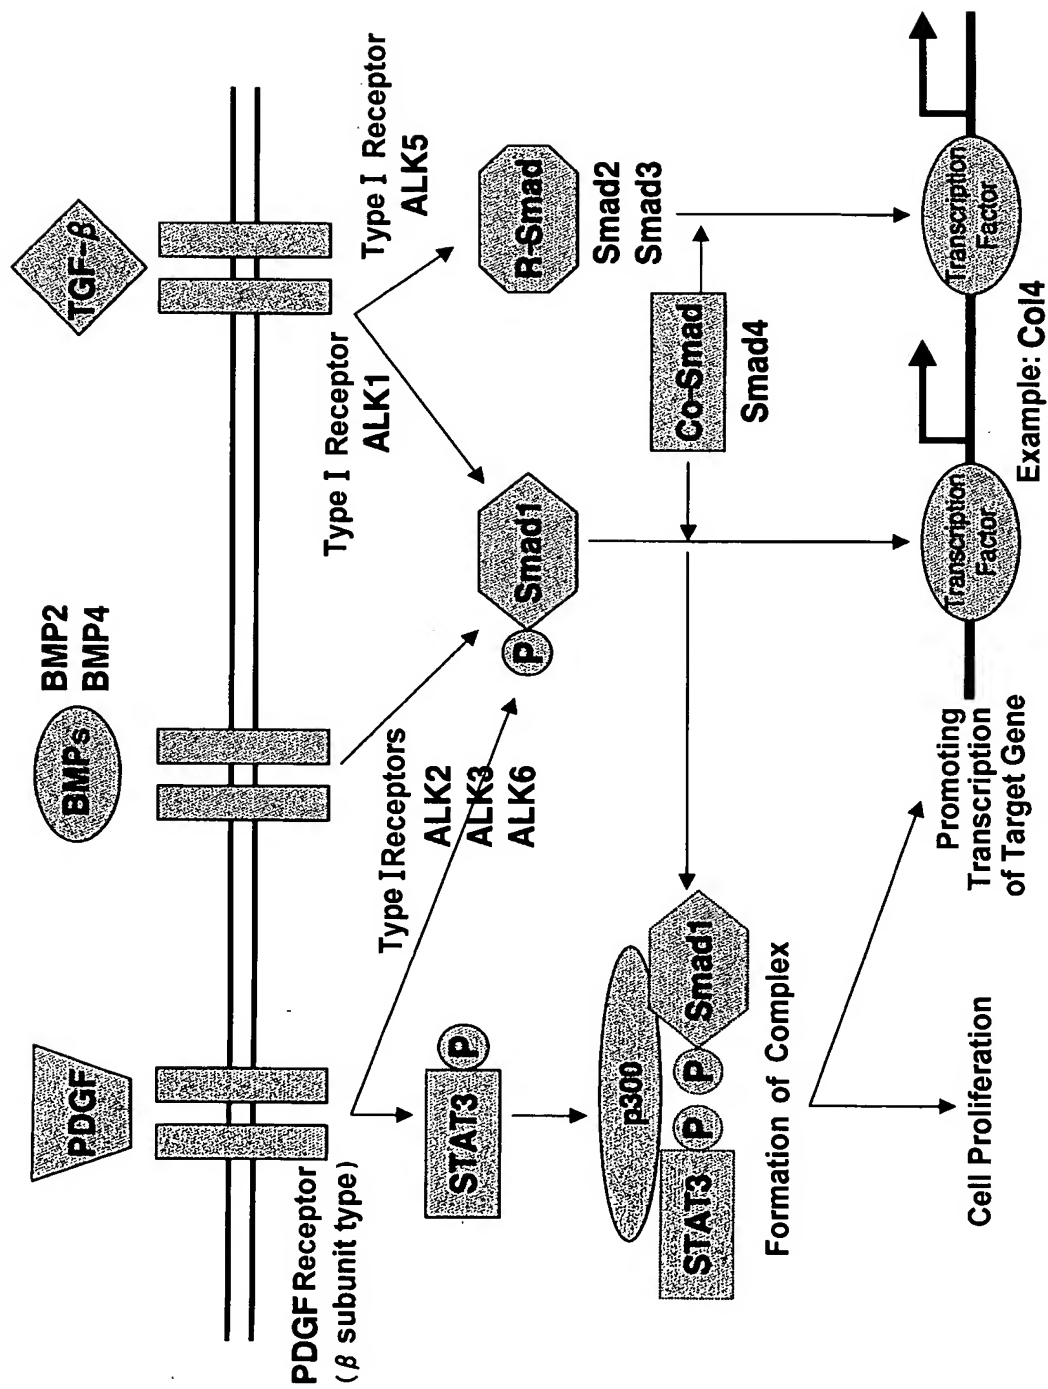 PDGF
BMPs
BMP2
BMP4
TGF-β
PDGF Receptor
(β subunit type)
Type I Receptors
ALK2
ALK3
ALK6
Type I Receptor
ALK1
Type I Receptor
ALK5
STAT3
P
P
Smad1
R-Smad
Smad2
Smad3
p300
STAT3
P
P
Smad1
Co-Smad
Smad4
Formation of Complex
Cell Proliferation
Promoting
Transcription
of Target Gene
Transcription
Factor
Transcription
Factor
Example: Col4